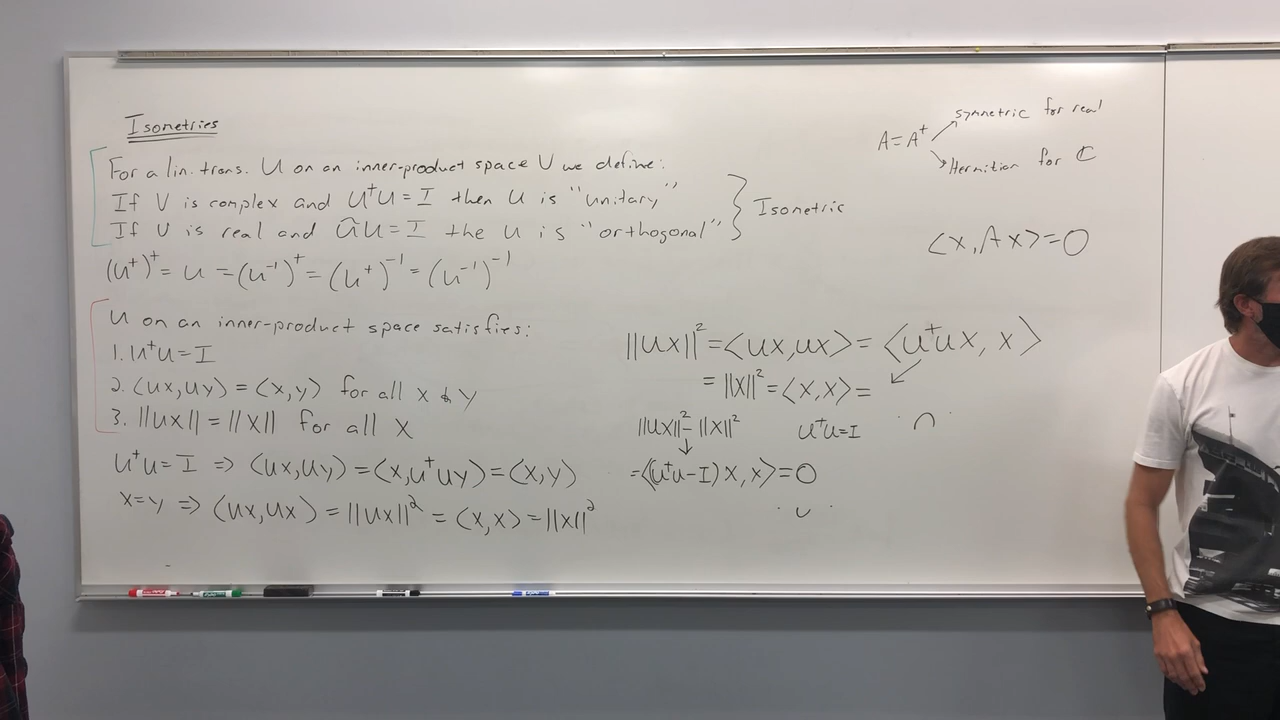 Isometries
For a lin. trans. U on an inner-product space V we define:
If V is complex and U†U = I then U is "unitary"
If V is real and ŨU = I the U is "orthogonal"
} Isometric
(U†)† = U = (U⁻¹)† = (U†)⁻¹ = (U⁻¹)⁻¹
U on an inner-product space satisfies:
1. U†U = I
2. (Ux,Uy) = (x,y) for all x & y
3. ||Ux|| = ||x|| for all x
U†U = I ⇒ (Ux,Uy) = (x,U†Uy) = (x,y)
x=y ⇒ (Ux,Ux) = ||Ux||² = (x,x) = ||x||²
A = A†
symmetric for real
Hermition for ℂ
⟨x,Ax⟩ = 0
||Ux||² = ⟨Ux,Ux⟩ = ⟨U†Ux, x⟩
= ||x||² = ⟨x,x⟩ = ↙
||Ux||² - ||x||² U†U = I
↓
= ⟨(U†U - I)x, x⟩ = 0